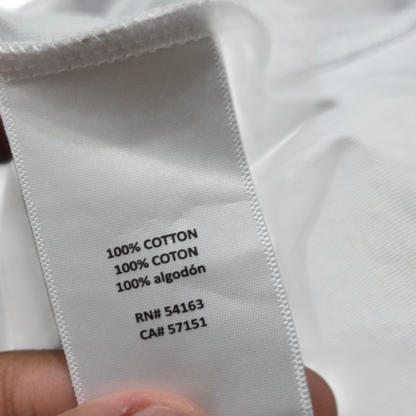 100% COTTON
100% COTON
100% algodón
RN# 54163
CA# 57151